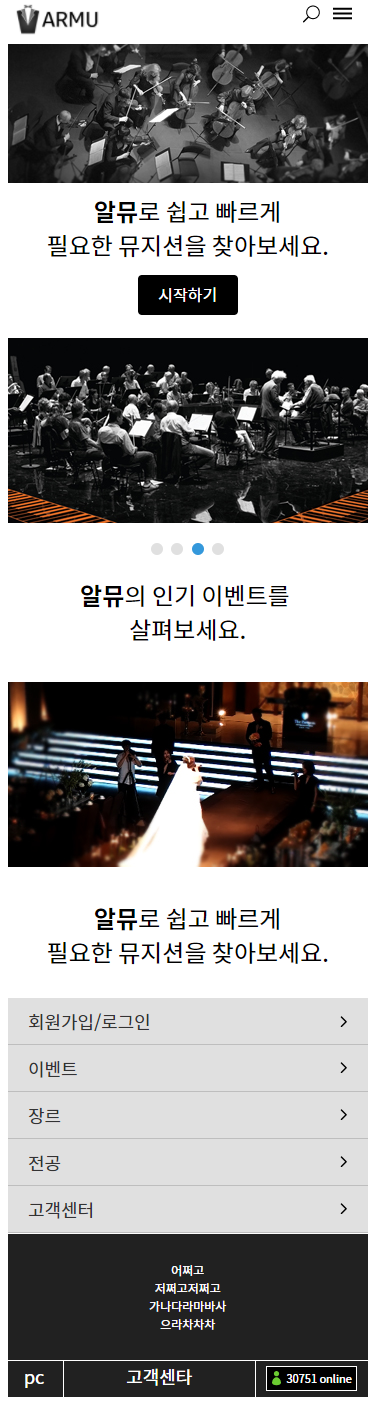 ARMU
알뮤로 쉽고 빠르게
필요한 뮤지션을 찾아보세요.
시작하기
알뮤의 인기 이벤트를
살펴보세요.
알뮤로 쉽고 빠르게
필요한 뮤지션을 찾아보세요.
회원가입/로그인
이벤트
장르
전공
고객센터
어쩌고
저쩌고저쩌고
가나다라마바사
으라차차차
pc 고객센타 30751 online